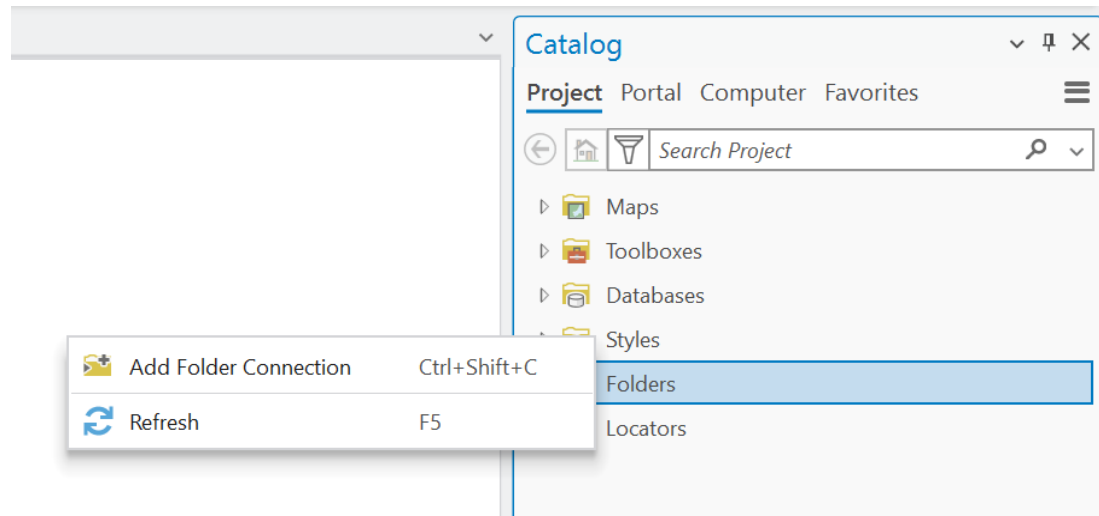 Catalog
Project Portal Computer Favorites
Search Project
Maps
Toolboxes
Databases
Styles
Add Folder Connection Ctrl+Shift+C
Folders
Refresh F5
Locators